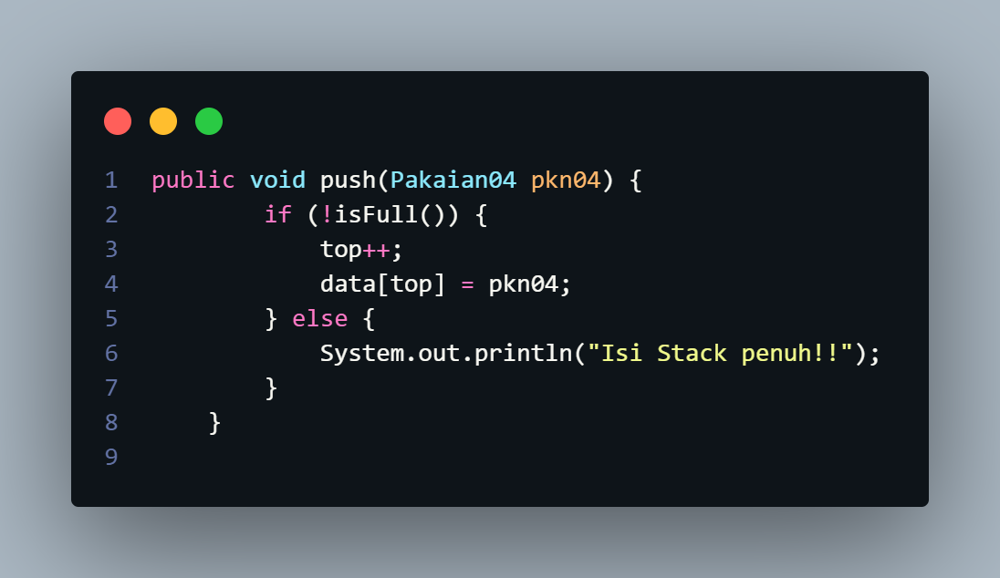 1 public void push(Pakaian04 pkn04) {
2         if (!isFull()) {
3             top++;
4             data[top] = pkn04;
5         } else {
6             System.out.println("Isi Stack penuh!!");
7         }
8     }
9